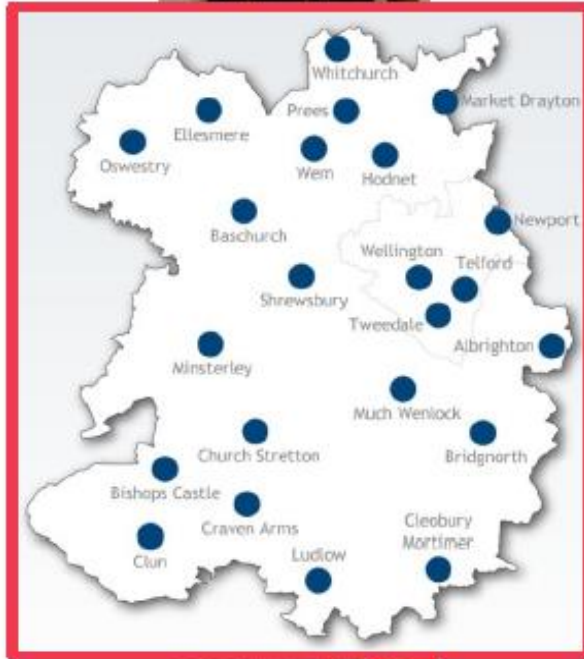 Whitchurch
Market Drayton
Prees
Ellesmere
Oswestry
Wem
Hodnet
Baschurch
Newport
Wellington
Telford
Shrewsbury
Tweedale
Albrighton
Minsterley
Much Wenlock
Church Stretton
Bridgnorth
Bishops Castle
Craven Arms
Cleobury
Mortimer
Clun
Ludlow